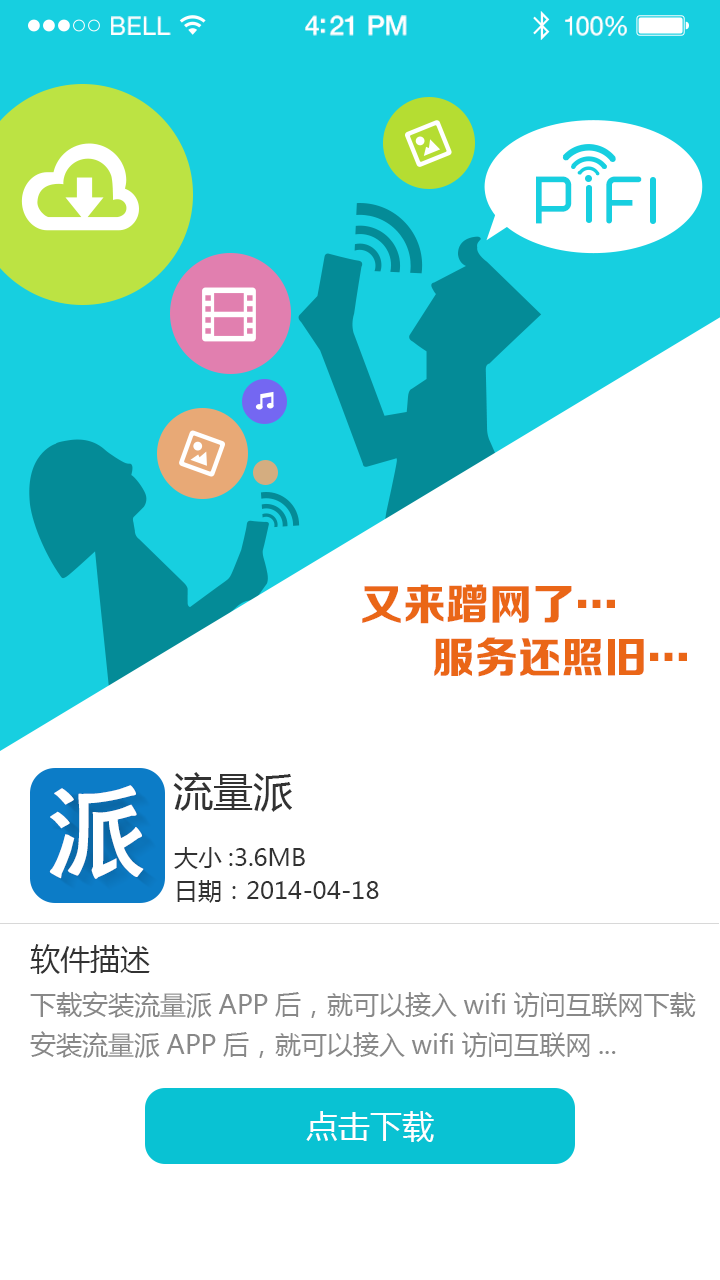 BELL 4:21 PM 100%
PiFi
又来蹭网了…
服务还照旧…
派
流量派
大小 :3.6MB
日期：2014-04-18
软件描述
下载安装流量派 APP 后，就可以接入 wifi 访问互联网下载
安装流量派 APP 后，就可以接入 wifi 访问互联网 ...
点击下载